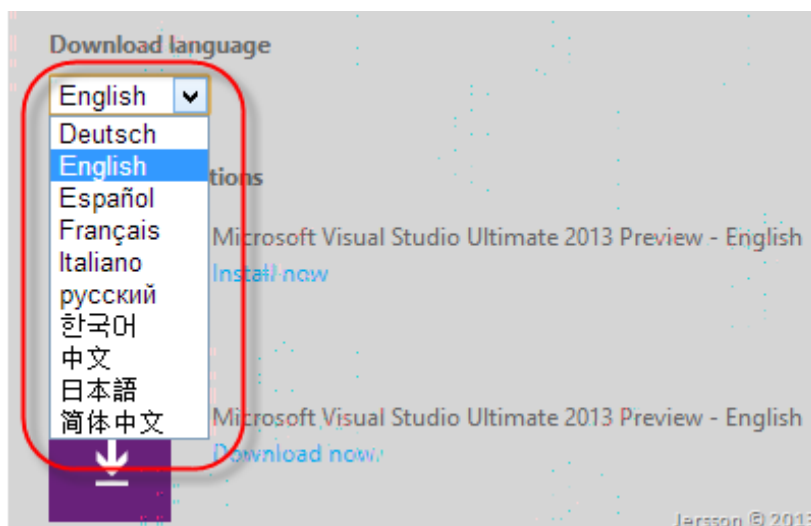 Download language
English
Deutsch
English
Español
Français
Italiano
русский
한국어
中文
日本語
简体中文
tions
Microsoft Visual Studio Ultimate 2013 Preview - English
Install now
Microsoft Visual Studio Ultimate 2013 Preview - English
Download now
Jersson © 2013